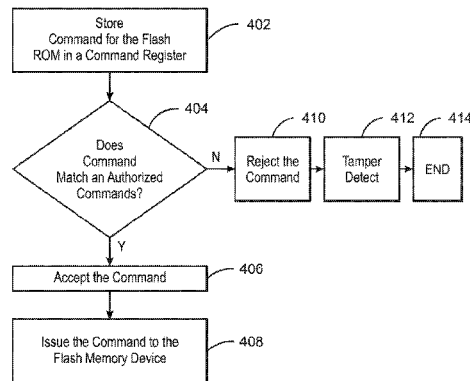 Store
Command for the Flash
ROM in a Command Register
402
404
Does
Command
Match an Authorized
Commands?
N
Y
410
Reject the
Command
412
Tamper
Detect
414
END
Accept the Command
406
Issue the Command to the
Flash Memory Device
408